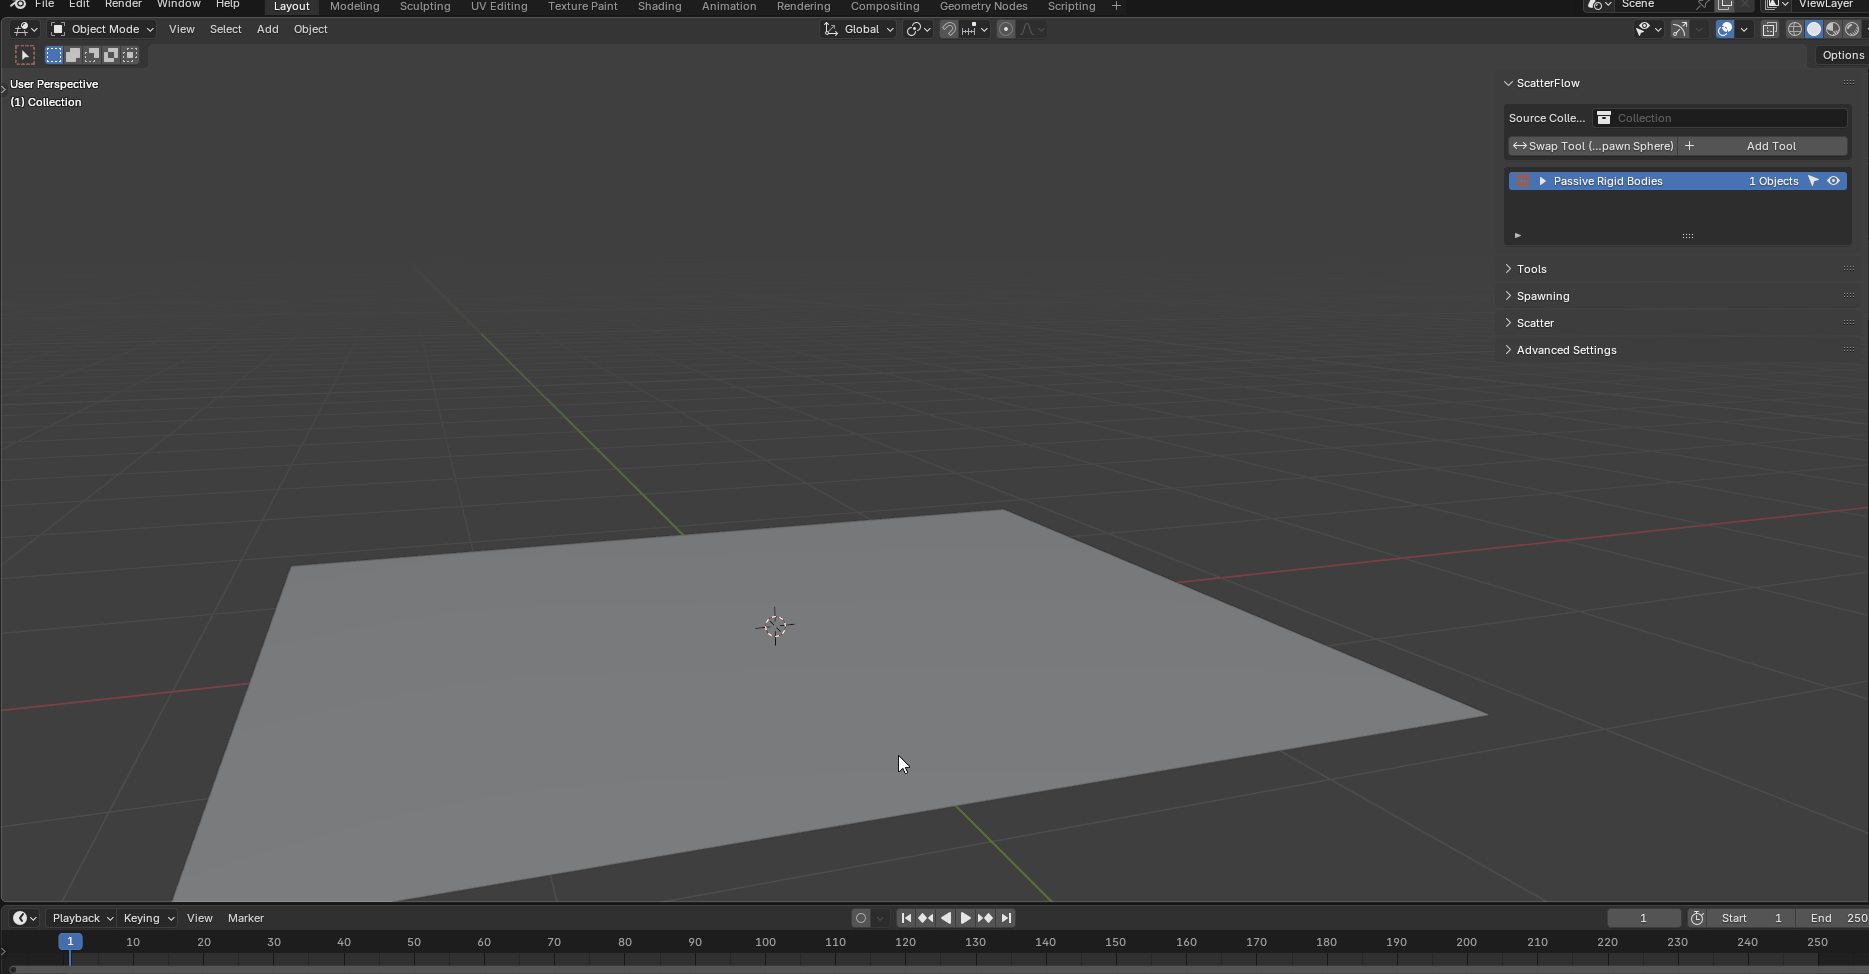 File Edit Render Window Help Layout Modeling Sculpting UV Editing Texture Paint Shading Animation Rendering Compositing Geometry Nodes Scripting + Scene ViewLayer
Object Mode View Select Add Object Global
Options
User Perspective
(1) Collection
ScatterFlow
Source Colle... Collection
Swap Tool (...pawn Sphere) + Add Tool
Passive Rigid Bodies 1 Objects
Tools
Spawning
Scatter
Advanced Settings
Playback Keying View Marker 1 Start 1 End 250
1 10 20 30 40 50 60 70 80 90 100 110 120 130 140 150 160 170 180 190 200 210 220 230 240 250